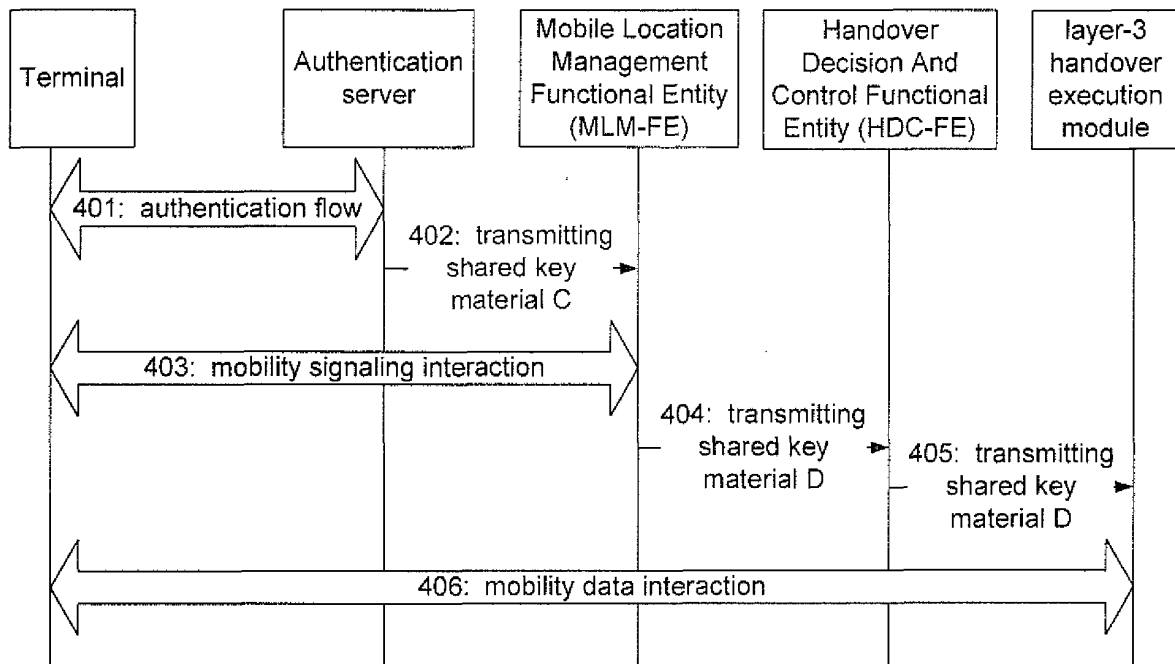 Terminal
Authentication
server
Mobile Location
Management
Functional Entity
(MLM-FE)
Handover
Decision And
Control Functional
Entity (HDC-FE)
layer-3
handover
execution
module
401: authentication flow
402: transmitting
shared key
material C
403: mobility signaling interaction
404: transmitting
shared key
material D
405: transmitting
shared key
material D
406: mobility data interaction